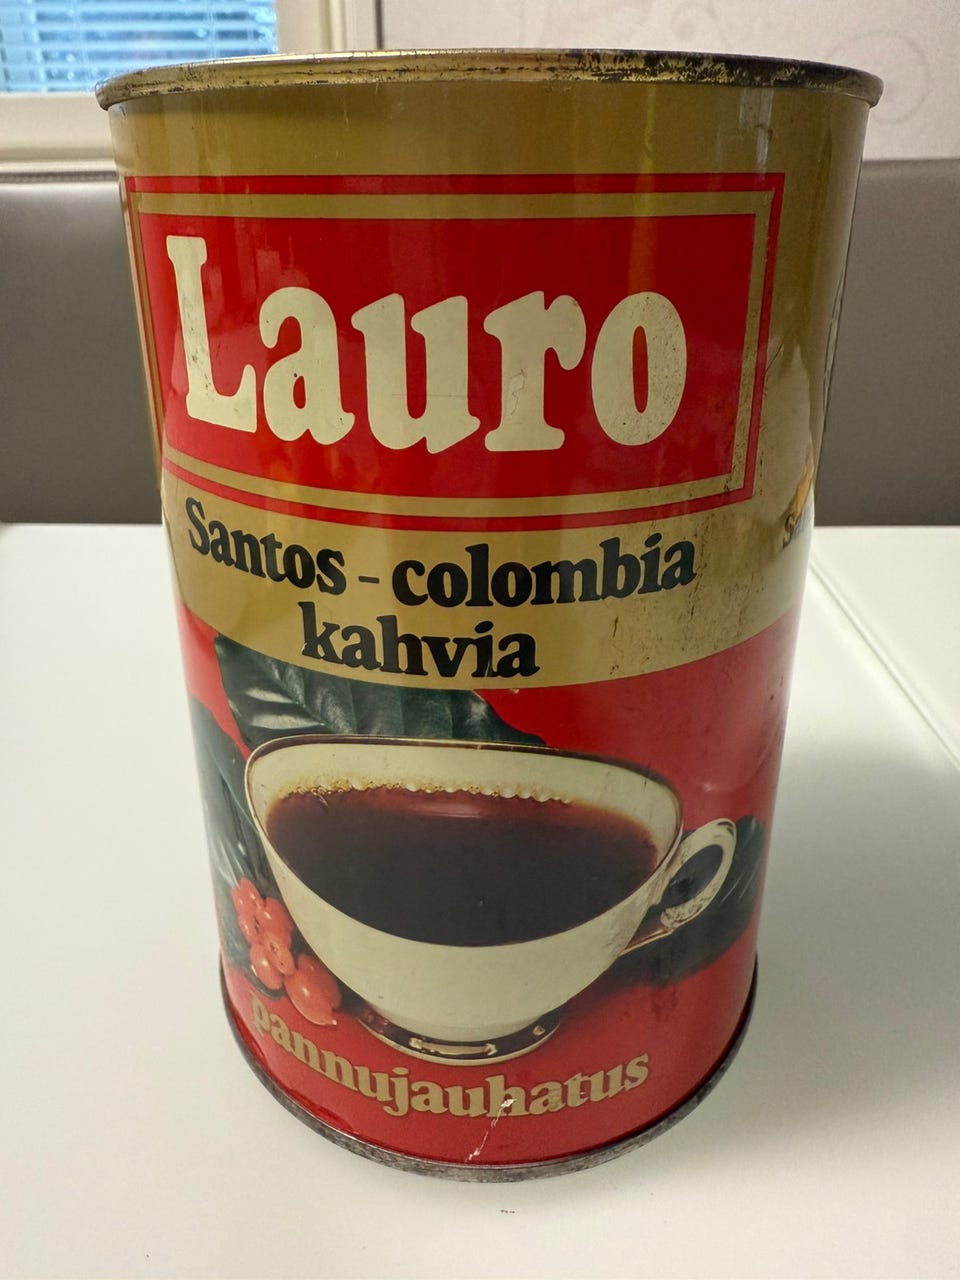 Lauro
Santos - colombia
kahvia
pannujauhatus